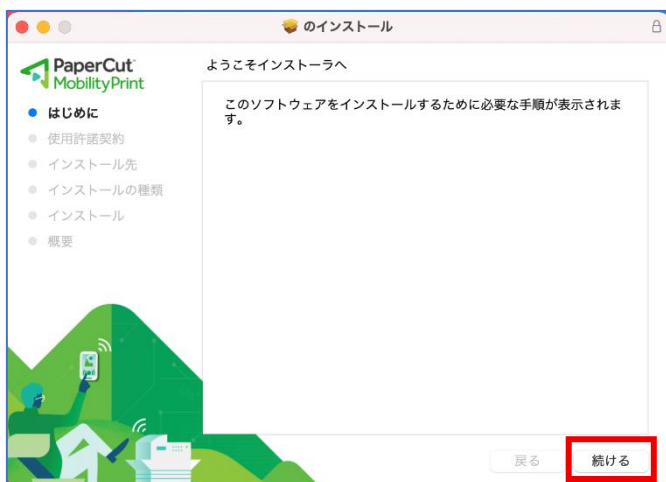 のインストール
PaperCut
MobilityPrint
ようこそインストーラへ
はじめに
使用許諾契約
インストール先
インストールの種類
インストール
概要
このソフトウェアをインストールするために必要な手順が表示されま
す。
戻る
続ける